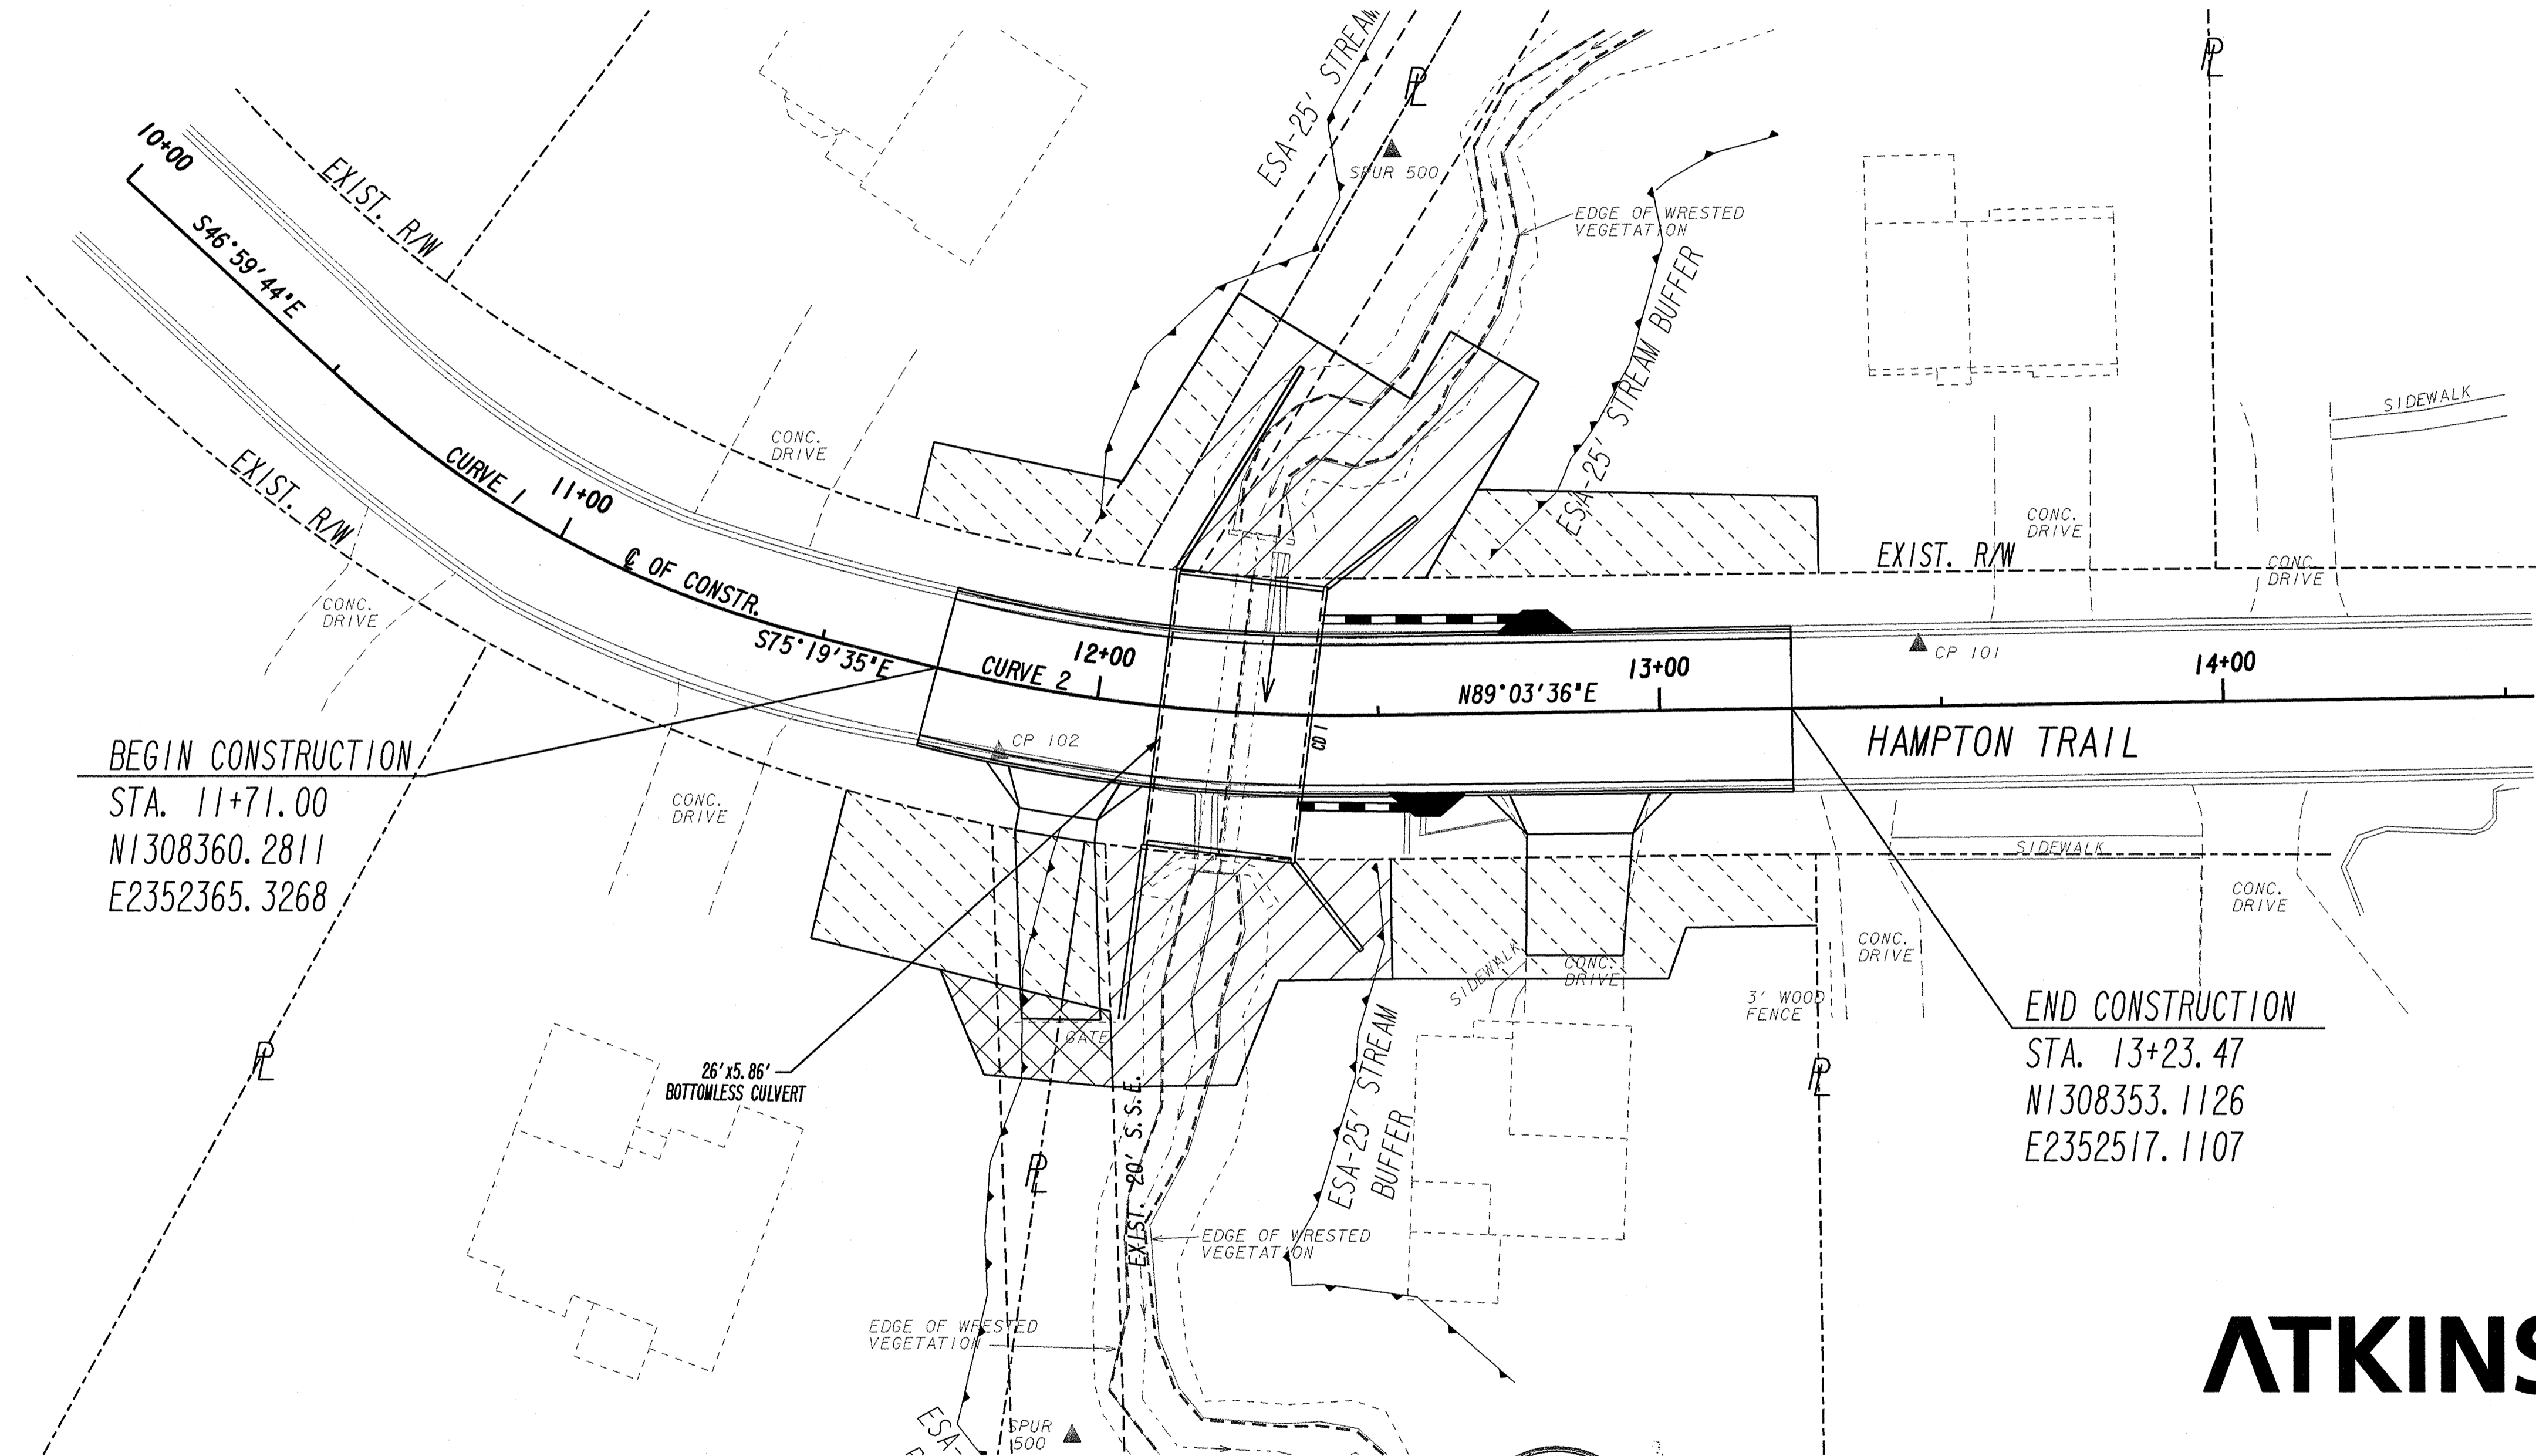 ESA-25' STREAM
P L
P L
10+00
EXIST. R/W
SPUR 500
EDGE OF WRESTED
VEGETATION
S46°59'44"E
ESA-25' STREAM BUFFER
SIDEWALK
CONC.
DRIVE
EXIST. R/W
CURVE 1
11+00
CONC.
DRIVE
EXIST. R/W
CONC.
DRIVE
CONC.
DRIVE
℄ OF CONSTR.
S75°19'35"E
CURVE 2
12+00
N89°03'36"E
13+00
CP 101
14+00
CD 1
CP 102
HAMPTON TRAIL
BEGIN CONSTRUCTION
STA. 11+71.00
N1308360.2811
E2352365.3268
CONC.
DRIVE
SIDEWALK
CONC.
DRIVE
CONC.
DRIVE
SIDEWALK
CONC.
DRIVE
3' WOOD
FENCE
END CONSTRUCTION
STA. 13+23.47
N1308353.1126
E2352517.1107
GATE
26'x5.86'
BOTTOMLESS CULVERT
P L
P L
P L
EXIST. 20' S.S.E.
ESA-25' STREAM
BUFFER
EDGE OF WRESTED
VEGETATION
EDGE OF WRESTED
VEGETATION
SPUR
500
ESA-
ATKINS